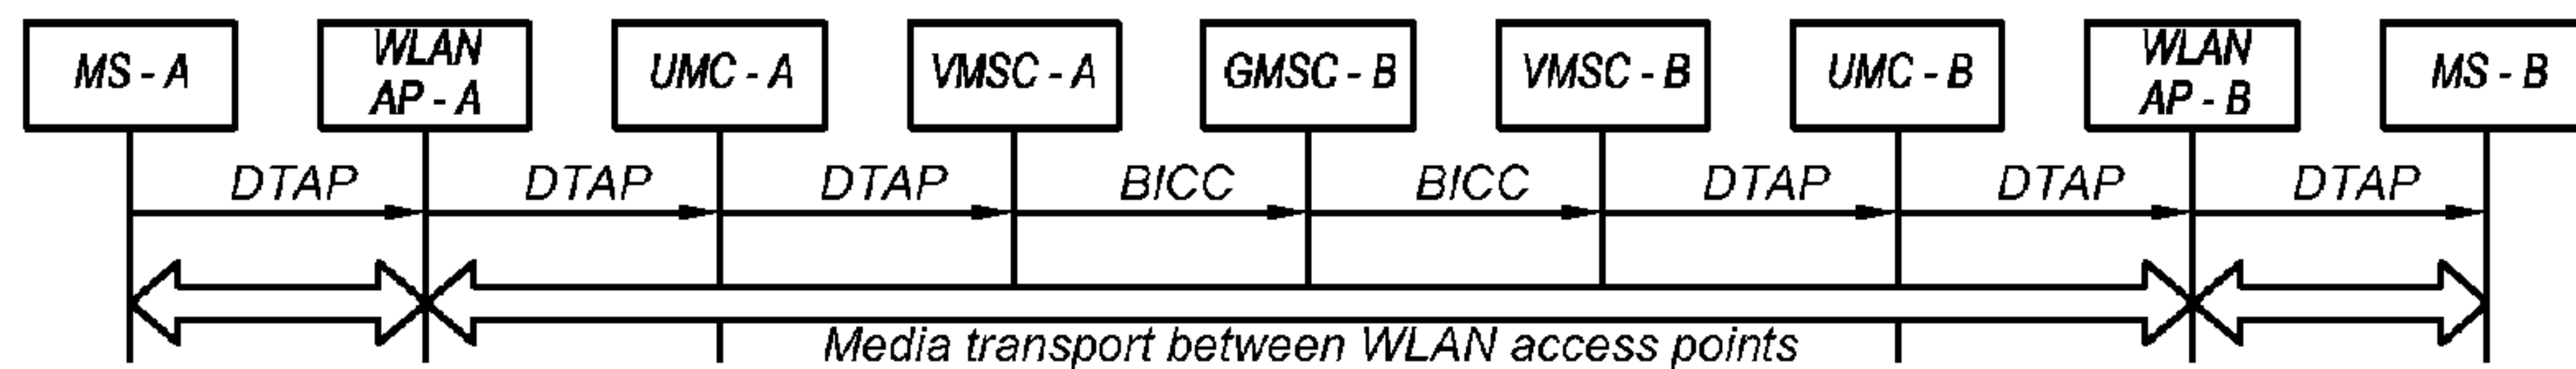 MS - A
WLAN
AP - A
UMC - A
VMSC - A
GMSC - B
VMSC - B
UMC - B
WLAN
AP - B
MS - B
DTAP DTAP DTAP BICC BICC DTAP DTAP DTAP
Media transport between WLAN access points